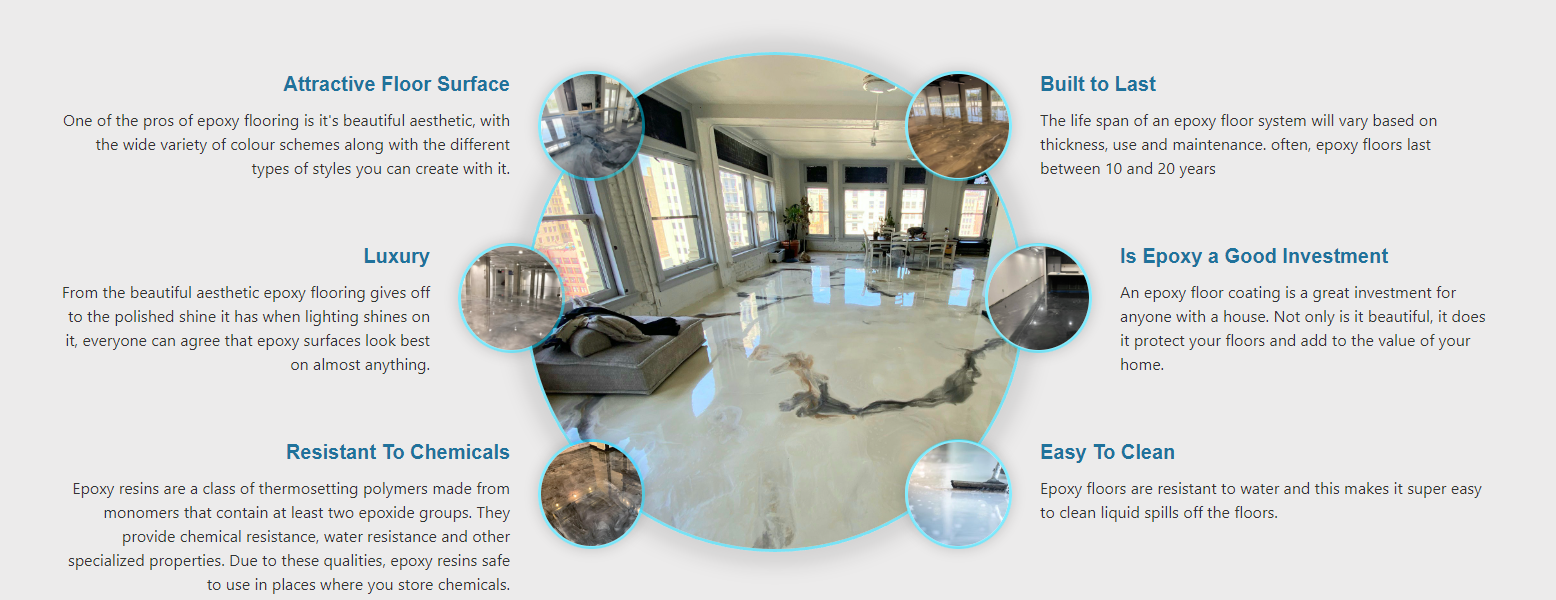 Attractive Floor Surface
One of the pros of epoxy flooring is it's beautiful aesthetic, with
the wide variety of colour schemes along with the different
types of styles you can create with it.
Luxury
From the beautiful aesthetic epoxy flooring gives off
to the polished shine it has when lighting shines on
it, everyone can agree that epoxy surfaces look best
on almost anything.
Resistant To Chemicals
Epoxy resins are a class of thermosetting polymers made from
monomers that contain at least two epoxide groups. They
provide chemical resistance, water resistance and other
specialized properties. Due to these qualities, epoxy resins safe
to use in places where you store chemicals.
Built to Last
The life span of an epoxy floor system will vary based on
thickness, use and maintenance. often, epoxy floors last
between 10 and 20 years
Is Epoxy a Good Investment
An epoxy floor coating is a great investment for
anyone with a house. Not only is it beautiful, it does
it protect your floors and add to the value of your
home.
Easy To Clean
Epoxy floors are resistant to water and this makes it super easy
to clean liquid spills off the floors.